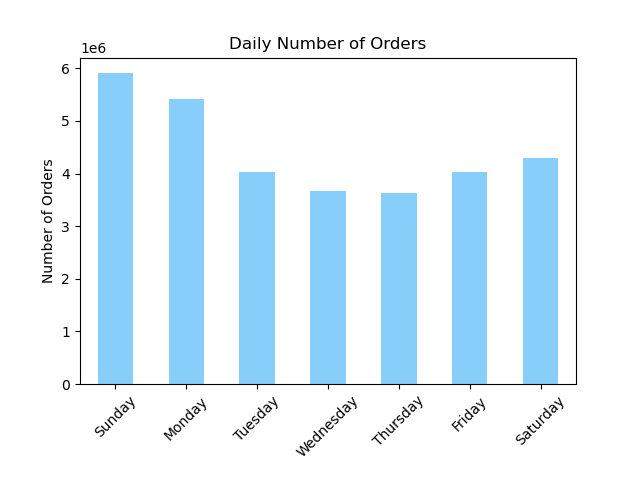 Daily Number of Orders
1e6
Number of Orders
6
5
4
3
2
1
0
Sunday
Monday
Tuesday
Wednesday
Thursday
Friday
Saturday